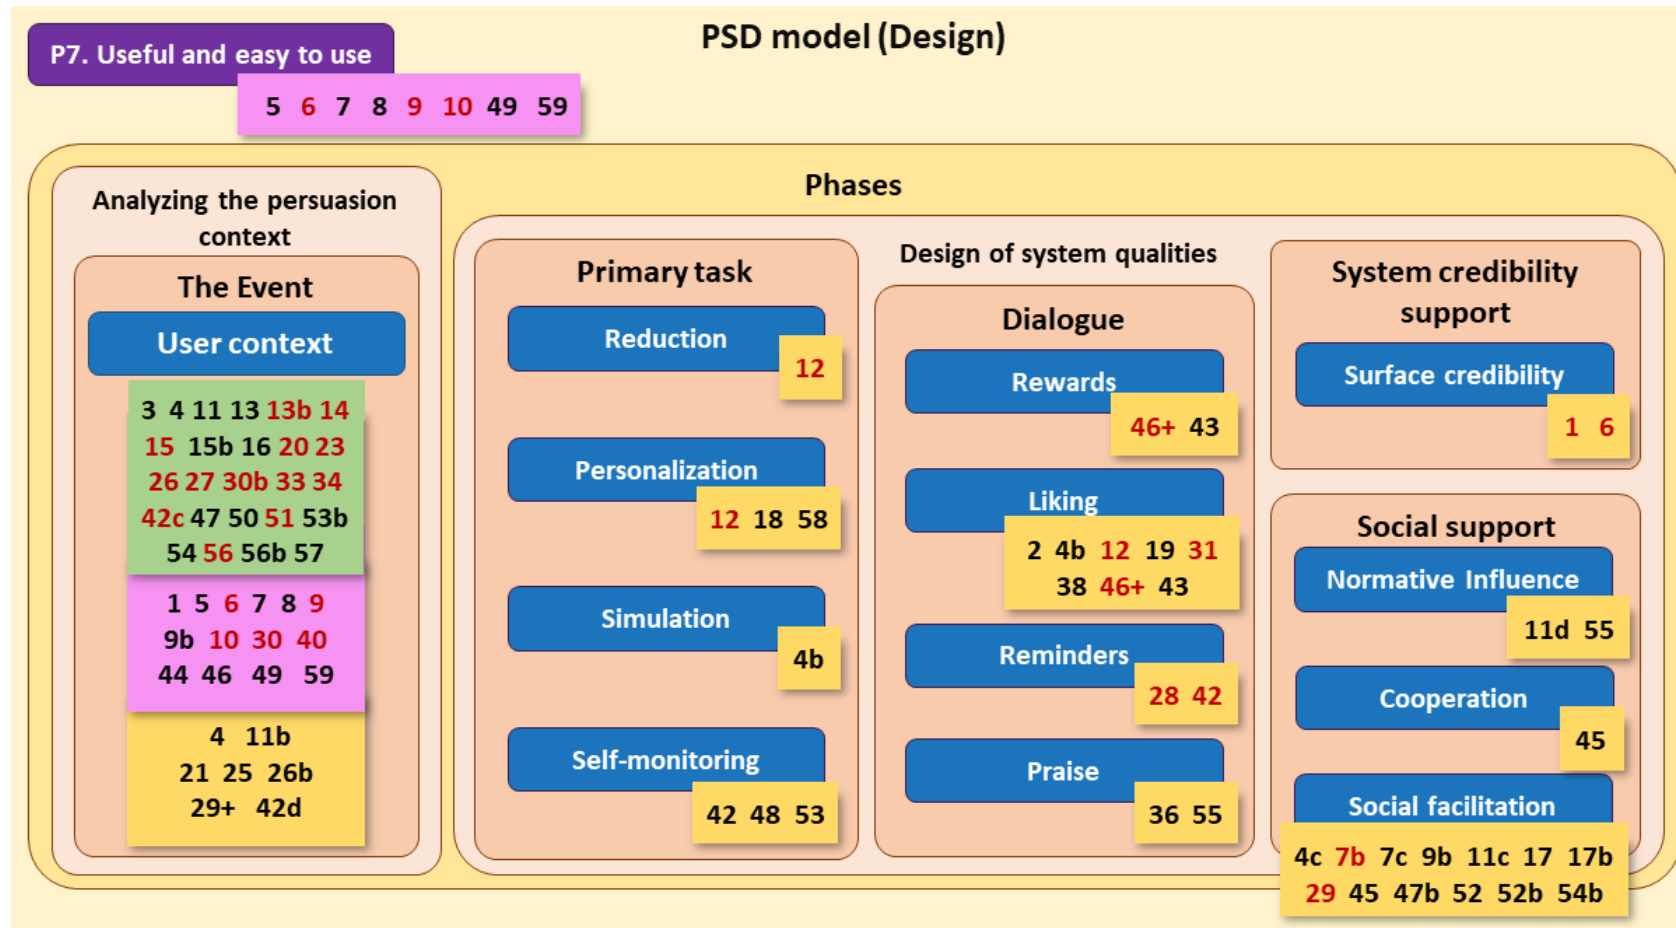 PSD model (Design)
P7. Useful and easy to use
5 6 7 8 9 10 49 59
Phases
Analyzing the persuasion
context
The Event
User context
3 4 11 13 13b 14
15 15b 16 20 23
26 27 30b 33 34
42c 47 50 51 53b
54 56 56b 57
1 5 6 7 8 9
9b 10 30 40
44 46 49 59
4 11b
21 25 26b
29+ 42d
Design of system qualities
Primary task
Reduction
12
Personalization
12 18 58
Simulation
4b
Self-monitoring
42 48 53
Dialogue
Rewards
46+ 43
Liking
2 4b 12 19 31
38 46+ 43
Reminders
28 42
Praise
36 55
System credibility
support
Surface credibility
1 6
Social support
Normative Influence
11d 55
Cooperation
45
Social facilitation
4c 7b 7c 9b 11c 17 17b
29 45 47b 52 52b 54b